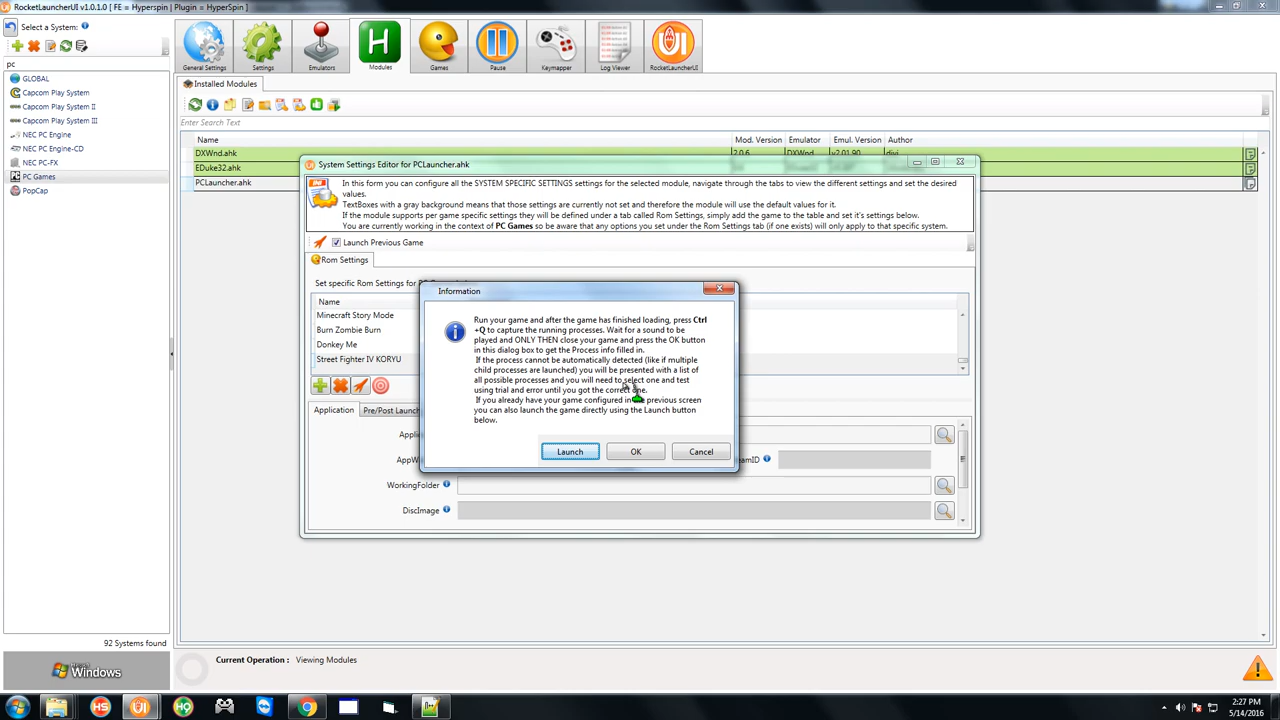 RocketLauncherUI v1.0.1.0 [ FE = Hyperspin | Plugin = HyperSpin ]
Select a System:
pc
GLOBAL
Capcom Play System
Capcom Play System II
Capcom Play System III
NEC PC Engine
NEC PC Engine-CD
NEC PC-FX
PC Games
PopCap
92 Systems found
Microsoft
Windows
General Settings
Settings
Emulators
Modules
Games
Pause
Keymapper
Log Viewer
RocketLauncherUI
Installed Modules
Enter Search Text
Name Mod. Version Emulator Emul. Version Author
DXWnd.ahk 2.0.6 DXWnd v2.01.90 djvj
EDuke32.ahk
PCLauncher.ahk
System Settings Editor for PCLauncher.ahk
In this form you can configure all the SYSTEM SPECIFIC SETTINGS settings for the selected module, navigate through the tabs to view the different settings and set the desired
values.
TextBoxes with a gray background means that those settings are currently not set and therefore the module will use the default values for it.
If the module supports per game specific settings they will be defined under a tab called Rom Settings, simply add the game to the table and set it's settings below.
You are currently working in the context of PC Games so be aware that any options you set under the Rom Settings tab (if one exists) will only apply to that specific system.
Launch Previous Game
Rom Settings
Set specific Rom Settings for
Name
Minecraft Story Mode
Burn Zombie Burn
Donkey Me
Street Fighter IV KORYU
Application Pre/Post Launch
WorkingFolder
DiscImage
Information
Run your game and after the game has finished loading, press Ctrl
+Q to capture the running processes. Wait for a sound to be
played and ONLY THEN close your game and press the OK button
in this dialog box to get the Process info filled in.
If the process cannot be automatically detected (like if multiple
child processes are launched) you will be presented with a list of
all possible processes and you will need to select one and test
using trial and error until you got the correct one.
If you already have your game configured in the previous screen
you can also launch the game directly using the Launch button
below.
Launch OK Cancel
Current Operation : Viewing Modules
HS
UI
HQ
2:27 PM
5/14/2016